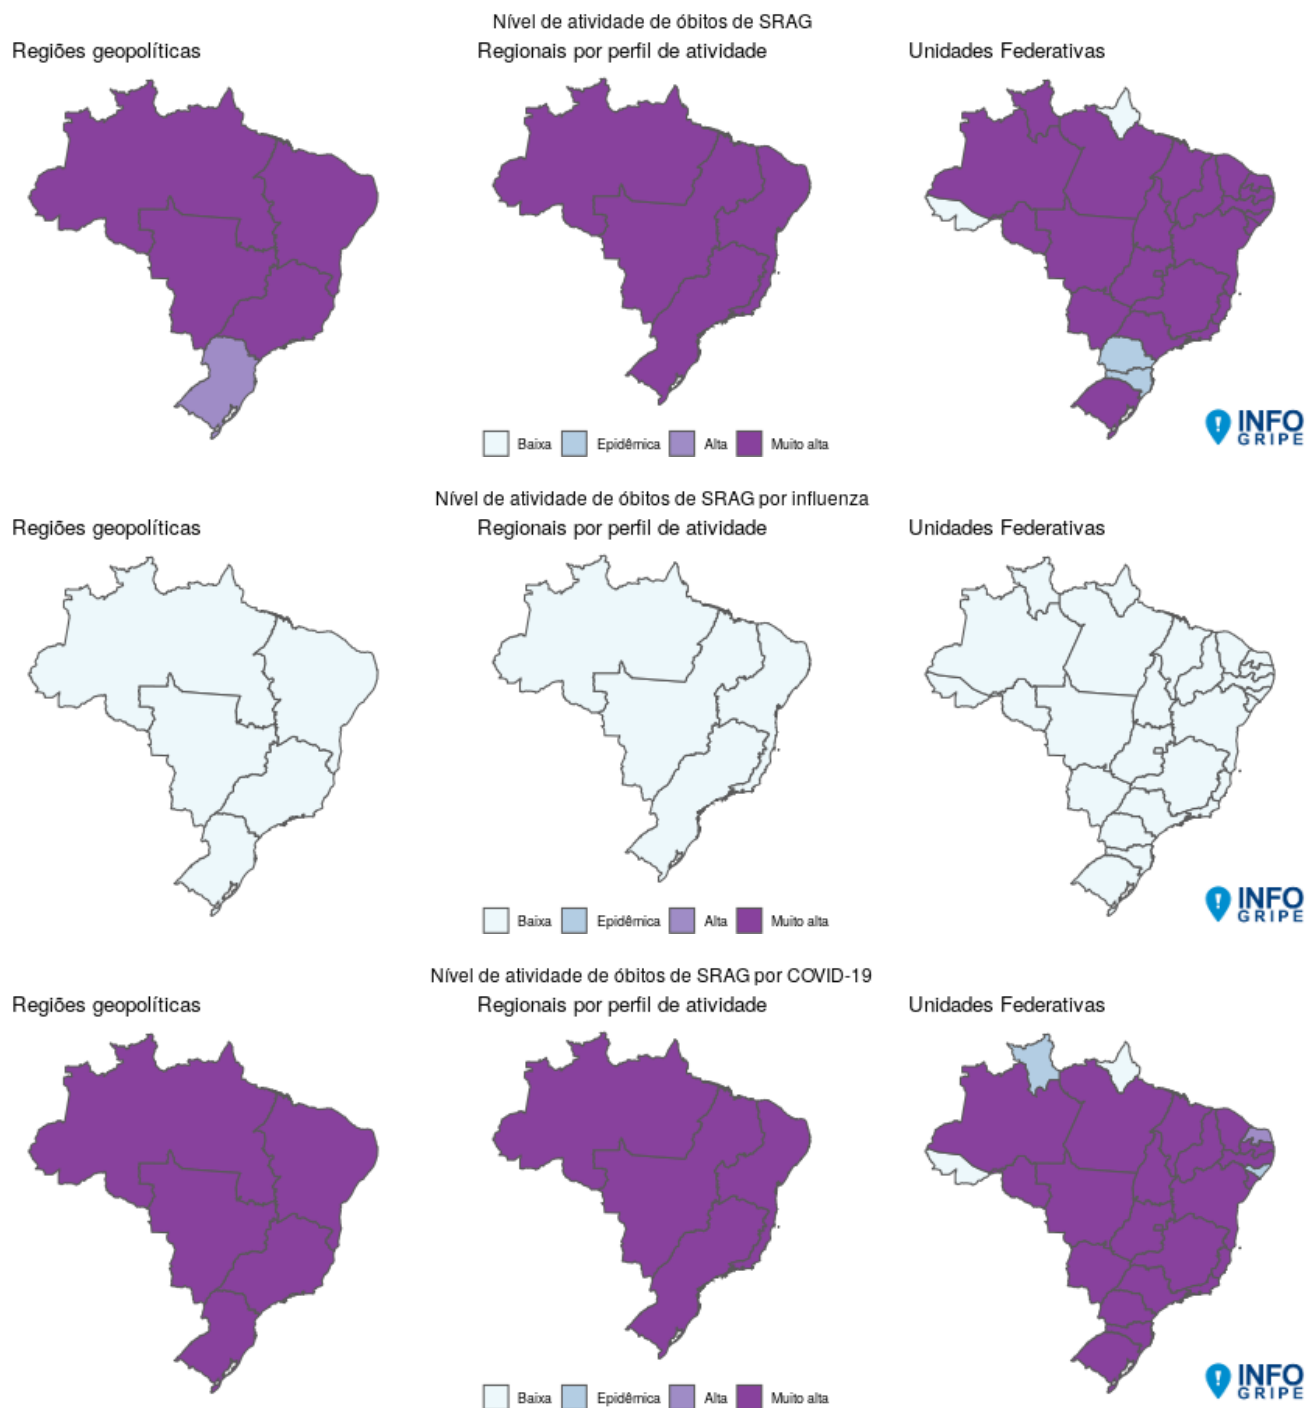 Nível de atividade de óbitos de SRAG
Regiões geopolíticas
Regionais por perfil de atividade
Unidades Federativas
Baixa
Epidêmica
Alta
Muito alta
INFO
GRIPE
Nível de atividade de óbitos de SRAG por influenza
Regiões geopolíticas
Regionais por perfil de atividade
Unidades Federativas
Baixa
Epidêmica
Alta
Muito alta
INFO
GRIPE
Nível de atividade de óbitos de SRAG por COVID-19
Regiões geopolíticas
Regionais por perfil de atividade
Unidades Federativas
Baixa
Epidêmica
Alta
Muito alta
INFO
GRIPE